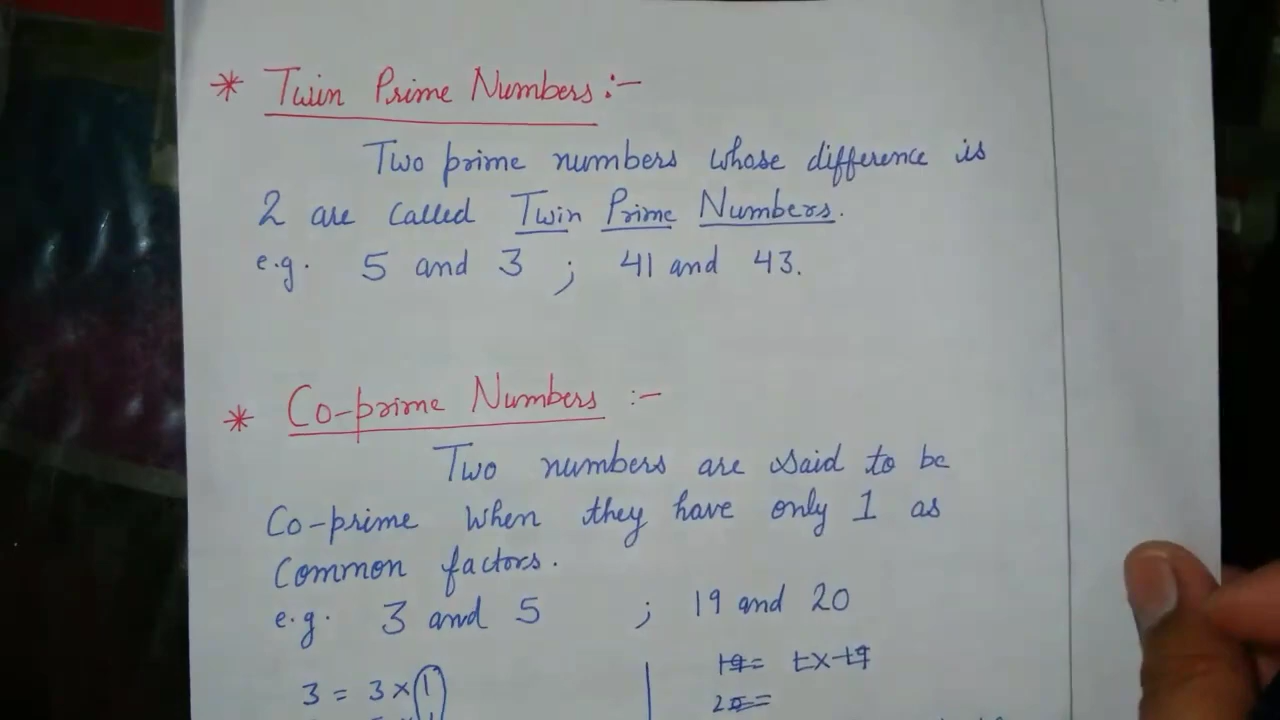 * Twin Prime Numbers :-
Two prime numbers whose difference is
2 are called Twin Prime Numbers.
e.g. 5 and 3 ; 41 and 43.
* Co-prime Numbers :-
Two numbers are said to be
Co-prime when they have only 1 as
Common factors.
e.g. 3 and 5 ; 19 and 20
19= 1x19
3 = 3 × 1